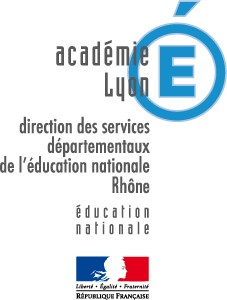 académie
Lyon
É
direction des services
départementaux
de l'éducation nationale
Rhône
éducation
nationale
Liberté • Égalité • Fraternité
RÉPUBLIQUE FRANÇAISE